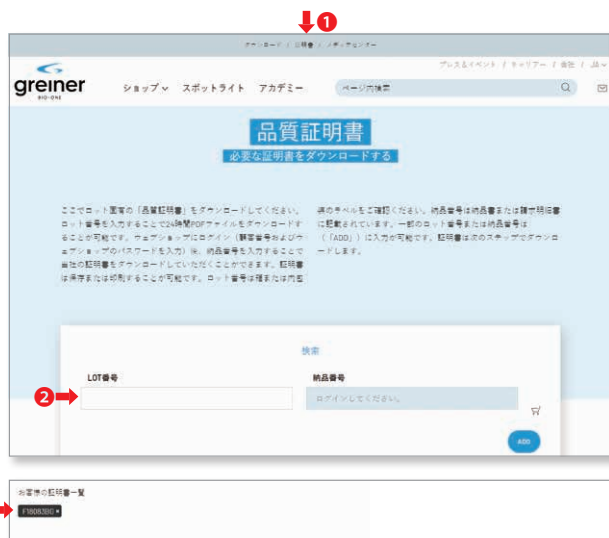 1
ダウンロード / 証明書 / メディアセンター
プレス&イベント / キャリアー / 会社 / JA
greiner
BIO-ONE
ショップ スポットライト アカデミー
ページ内検索
品質証明書
必要な証明書をダウンロードする
ここでロット固有の「品質証明書」をダウンロードしてください。
ロット番号を入力することで24時間PDFファイルをダウンロードす
ることが可能です。ウェブショップにログイン（顧客番号およびウ
ェブショップのパスワードを入力）後、納品番号を入力することで
当社の証明書をダウンロードしていただくことができます。証明書
は保存または印刷することが可能です。ロット番号は箱または内包
装のラベルをご確認ください。納品番号は納品書または請求明細書
に記載されています。一部のロット番号または納品番号は
（「ADD」）に入力が可能です。証明書は次のステップでダウンロ
ードします。
検索
LOT番号
納品番号
2
ログインしてください。
ADD
お客様の証明書一覧